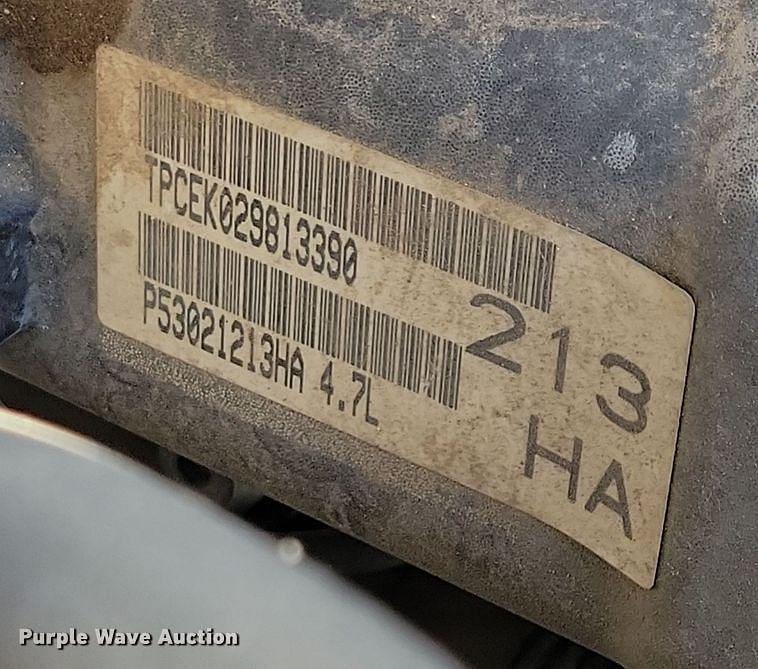 TPCEK029813390
P53021213HA 4.7L
213
HA
Purple Wave Auction